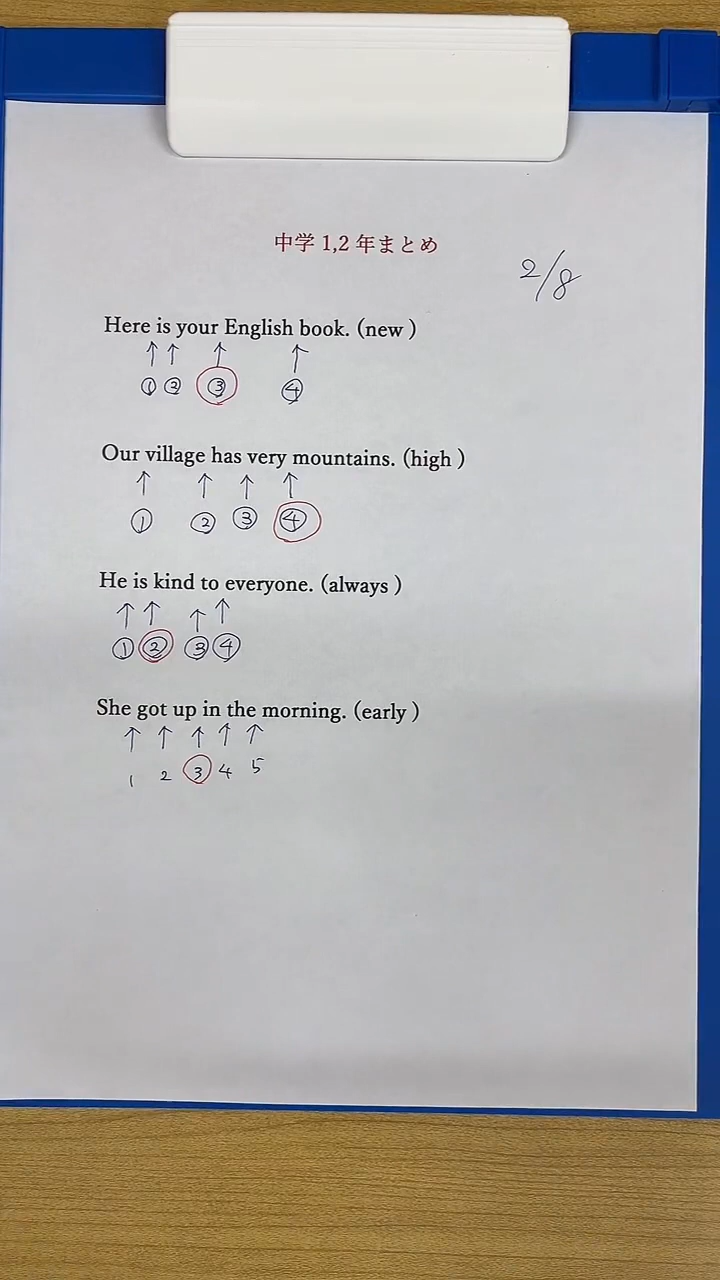 中学 1,2 年まとめ
2/8
Here is your English book. (new )
↑ ↑ ↑ ↑
① ② ③ ④
Our village has very mountains. (high )
↑ ↑ ↑ ↑
① ② ③ ④
He is kind to everyone. (always )
↑ ↑ ↑ ↑
① ② ③ ④
She got up in the morning. (early )
↑ ↑ ↑ ↑ ↑
1 2 ③ 4 5